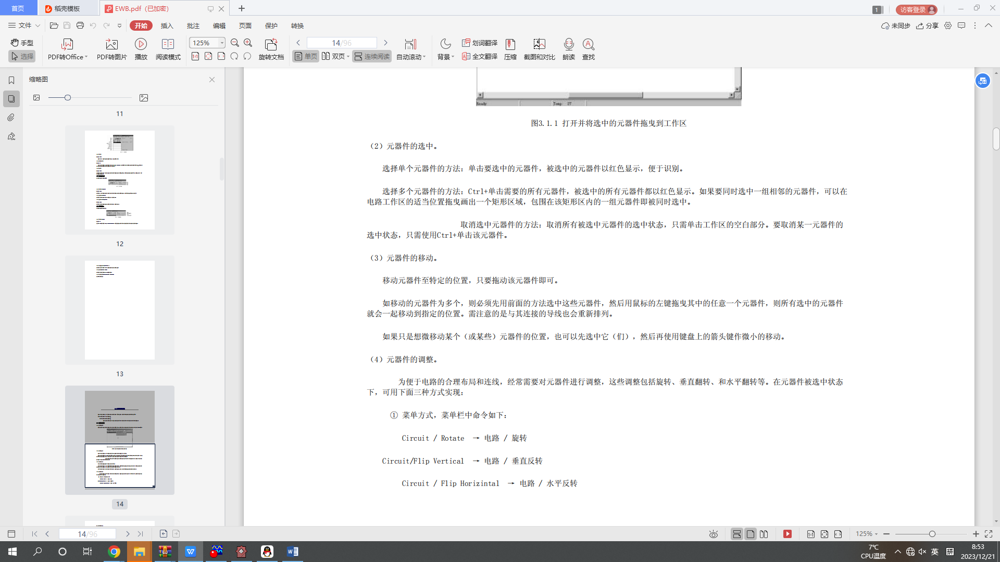 首页
稻壳模板
EWB.pdf（已加密）
1
访客登录
文件
开始
插入
批注
编辑
页面
保护
转换
未同步
分享
手型
选择
PDF转Office
PDF转图片
播放
阅读模式
125%
旋转文档
14/96
单页
双页
连续阅读
自动滚动
背景
划词翻译
全文翻译
压缩
截图和对比
朗读
查找
缩略图
11
12
13
14
Ready
Temp: 27
图3.1.1 打开并将选中的元器件拖曳到工作区
（2）元器件的选中。
选择单个元器件的方法：单击要选中的元器件，被选中的元器件以红色显示，便于识别。
选择多个元器件的方法：Ctrl+单击需要的所有元器件，被选中的所有元器件都以红色显示。如果要同时选中一组相邻的元器件，可以在
电路工作区的适当位置拖曳画出一个矩形区域，包围在该矩形区内的一组元器件即被同时选中。
取消选中元器件的方法：取消所有被选中元器件的选中状态，只需单击工作区的空白部分。要取消某一元器件的
选中状态，只需使用Ctrl+单击该元器件。
（3）元器件的移动。
移动元器件至特定的位置，只要拖动该元器件即可。
如移动的元器件为多个，则必须先用前面的方法选中这些元器件，然后用鼠标的左键拖曳其中的任意一个元器件，则所有选中的元器件
就会一起移动到指定的位置。需注意的是与其连接的导线也会重新排列。
如果只是想微移动某个（或某些）元器件的位置，也可以先选中它（们），然后再使用键盘上的箭头键作微小的移动。
（4）元器件的调整。
为便于电路的合理布局和连线，经常需要对元器件进行调整，这些调整包括旋转、垂直翻转、和水平翻转等。在元器件被选中状态
下，可用下面三种方式实现：
① 菜单方式，菜单栏中命令如下：
Circuit / Rotate → 电路 / 旋转
Circuit/Flip Vertical → 电路 / 垂直反转
Circuit / Flip Horizintal → 电路 / 水平反转
14/96
125%
7℃
CPU温度
英
拼
8:53
2023/12/21